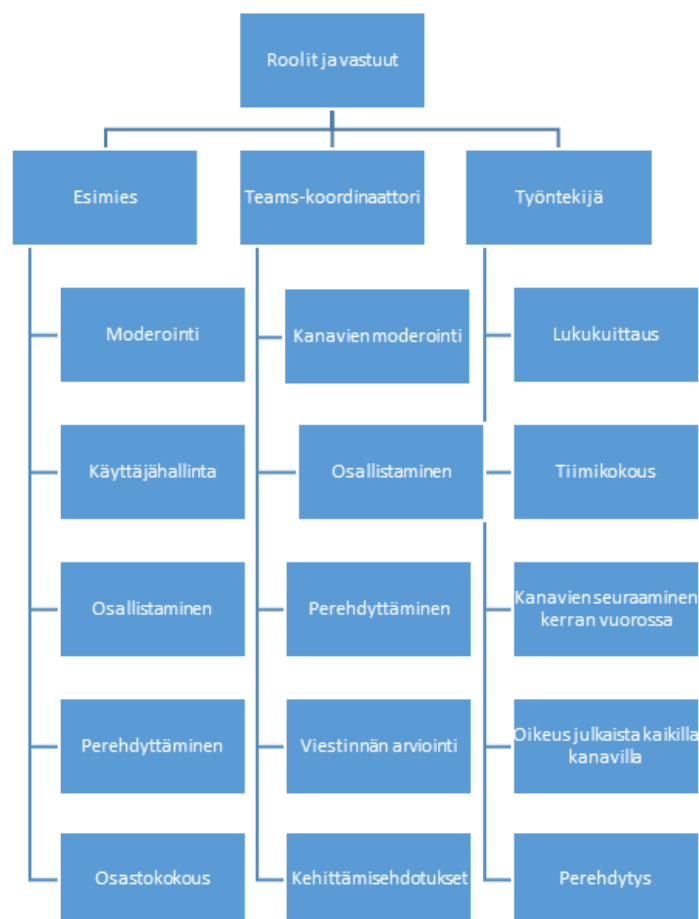 Roolit ja vastuut
Esimies
Teams-koordinaattori
Työntekijä
Moderointi
Käyttäjähallinta
Osallistaminen
Perehdyttäminen
Osastokokous
Kanavien moderointi
Osallistaminen
Perehdyttäminen
Viestinnän arviointi
Kehittämisehdotukset
Lukukuittaus
Tiimikokous
Kanavien seuraaminen
kerran vuorossa
Oikeus julkaista kaikilla
kanavilla
Perehdytys